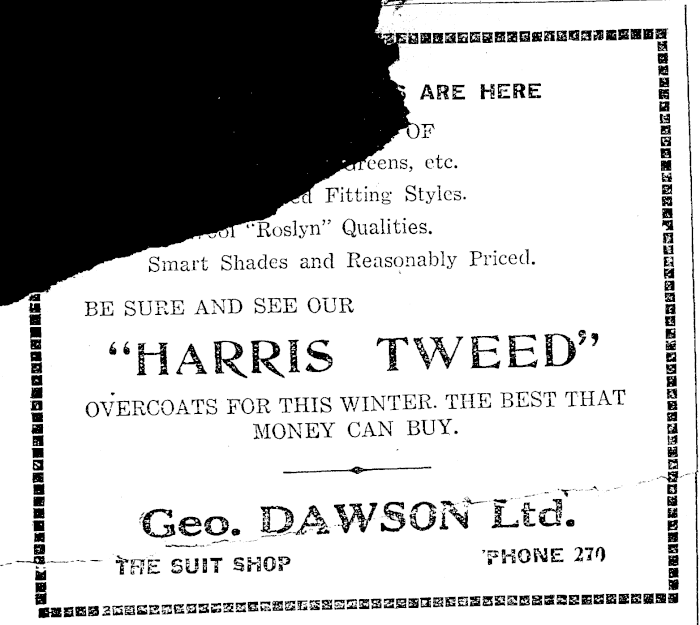 ARE HERE
OF
Greens, etc.
Fitting Styles.
"Roslyn" Qualities.
Smart Shades and Reasonably Priced.
BE SURE AND SEE OUR
"HARRIS TWEED"
OVERCOATS FOR THIS WINTER. THE BEST THAT
MONEY CAN BUY.
Geo. DAWSON Ltd.
THE SUIT SHOP 'PHONE 270